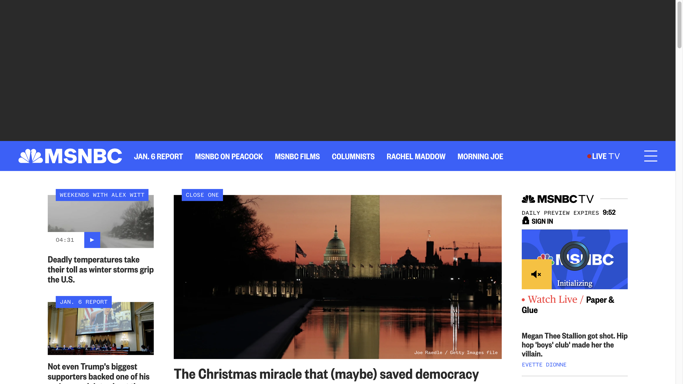 MSNBC
JAN. 6 REPORT
MSNBC ON PEACOCK
MSNBC FILMS
COLUMNISTS
RACHEL MADDOW
MORNING JOE
LIVE TV
WEEKENDS WITH ALEX WITT
04:31
Deadly temperatures take
their toll as winter storms grip
the U.S.
JAN. 6 REPORT
Not even Trump's biggest
supporters backed one of his
CLOSE ONE
Joe Raedle / Getty Images file
The Christmas miracle that (maybe) saved democracy
MSNBC TV
DAILY PREVIEW EXPIRES 9:52
SIGN IN
MSNBC
Initializing
Watch Live / Paper &
Glue
Megan Thee Stallion got shot. Hip
hop 'boys' club' made her the
villain.
EVETTE DIONNE